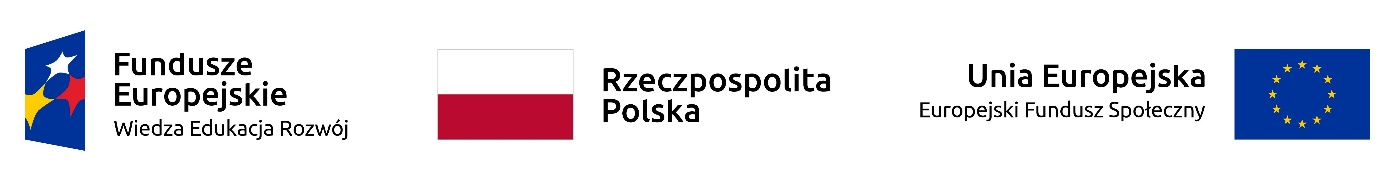 Fundusze
Europejskie
Wiedza Edukacja Rozwój
Rzeczpospolita
Polska
Unia Europejska
Europejski Fundusz Społeczny